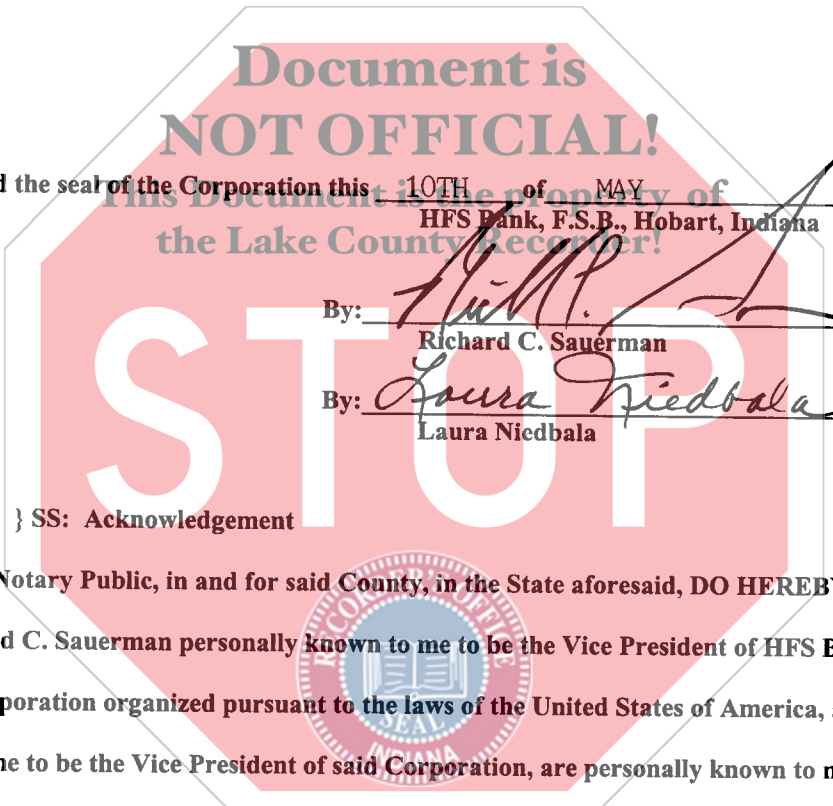 Document is
NOT OFFICIAL!
d the seal of the Corporation this 10TH of MAY
This Document is the property of
HFS Bank, F.S.B., Hobart, Indiana
the Lake County Recorder!
By:
Richard C. Sauerman
STOP
By: Laura Niedbala
Laura Niedbala
} SS: Acknowledgement
Notary Public, in and for said County, in the State aforesaid, DO HEREBY
RECORDER'S OFFICE
d C. Sauerman personally known to me to be the Vice President of HFS B
poration organized pursuant to the laws of the United States of America,
SEAL
INDIANA
ne to be the Vice President of said Corporation, are personally known to m